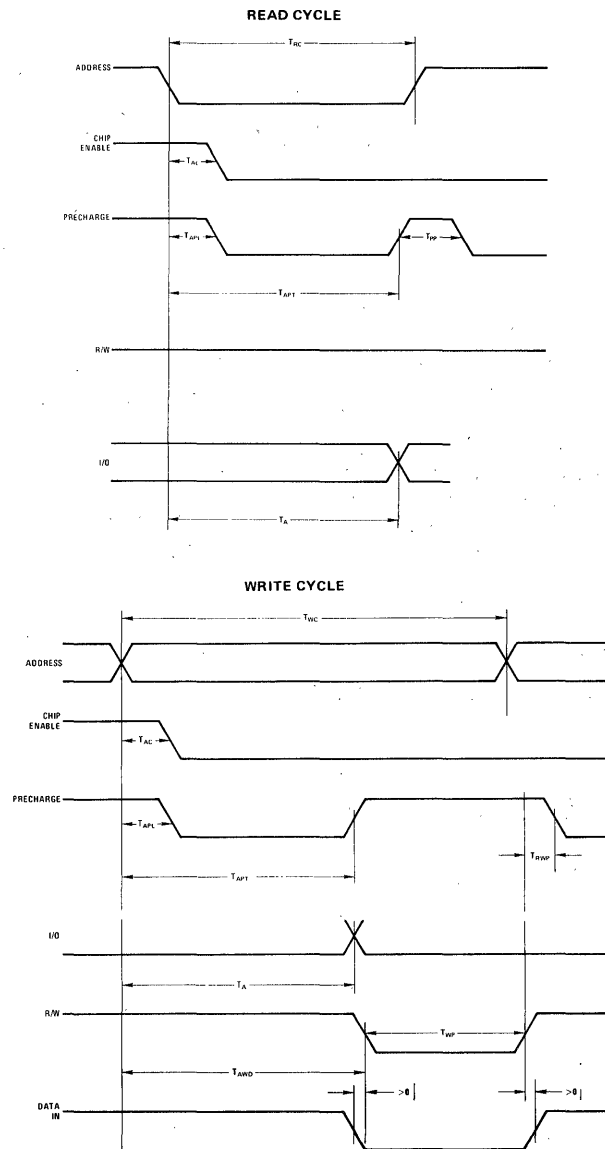 READ CYCLE
T_RC
ADDRESS
CHIP
ENABLE
PRECHARGE
T_APL
T_PP
T_APT
R/W
I/O
T_A
WRITE CYCLE
T_WC
ADDRESS
CHIP
ENABLE
T_AC
PRECHARGE
T_APL
T_RWP
T_APT
I/O
T_A
R/W
T_WP
T_AWD
>0
>0
DATA
IN